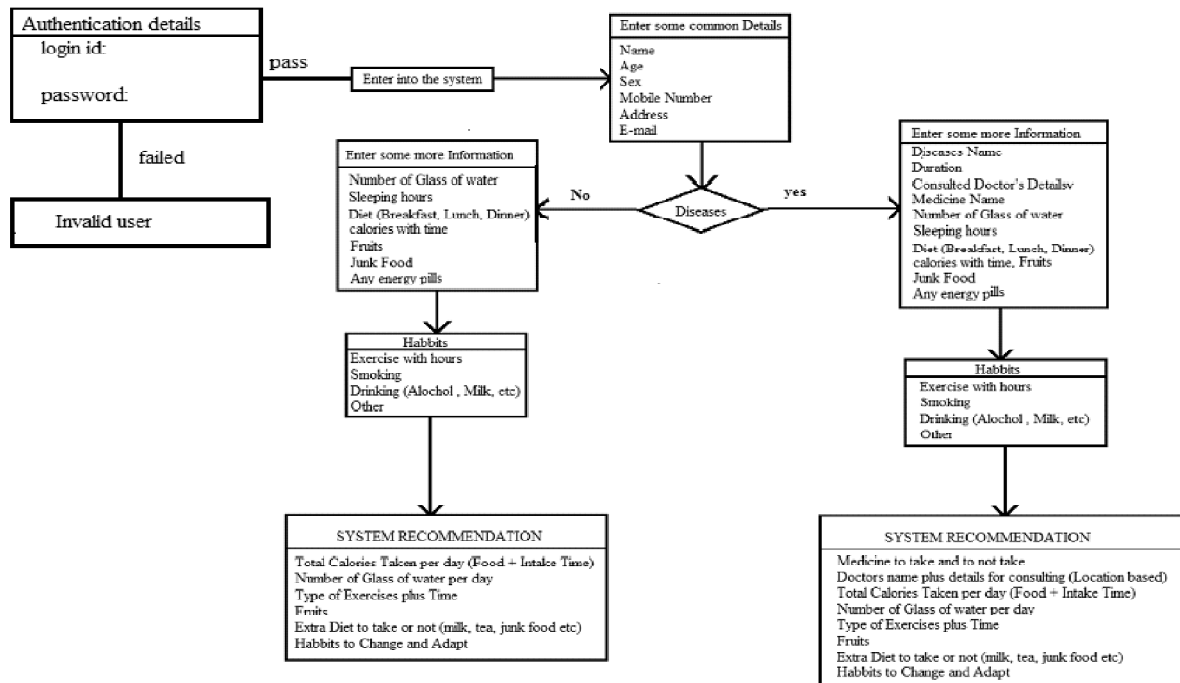 Authentication details
login id:
password:
pass
failed
Invalid user
Enter into the system
Enter some common Details
Name
Age
Sex
Mobile Number
Address
E-mail
Diseases
No
yes
Enter some more Information
Number of Glass of water
Sleeping hours
Diet (Breakfast, Lunch, Dinner)
calories with time
Fruits
Junk Food
Any energy pills
Habbits
Exercise with hours
Smoking
Drinking (Alochol , Milk, etc)
Other
SYSTEM RECOMMENDATION
Total Calories Taken per day (Food + Intake Time)
Number of Glass of water per day
Type of Exercises plus Time
Fruits
Extra Diet to take or not (milk, tea, junk food etc)
Habbits to Change and Adapt
Enter some more Information
Diseases Name
Duration
Consulted Doctor's Detailsv
Medicine Name
Number of Glass of water
Sleeping hours
Diet (Breakfast, Lunch, Dinner)
calories with time, Fruits
Junk Food
Any energy pills
Habbits
Exercise with hours
Smoking
Drinking (Alochol , Milk, etc)
Other
SYSTEM RECOMMENDATION
Medicine to take and to not take
Doctors name plus details for consulting (Location based)
Total Calories Taken per day (Food + Intake Time)
Number of Glass of water per day
Type of Exercises plus Time
Fruits
Extra Diet to take or not (milk, tea, junk food etc)
Habbits to Change and Adapt